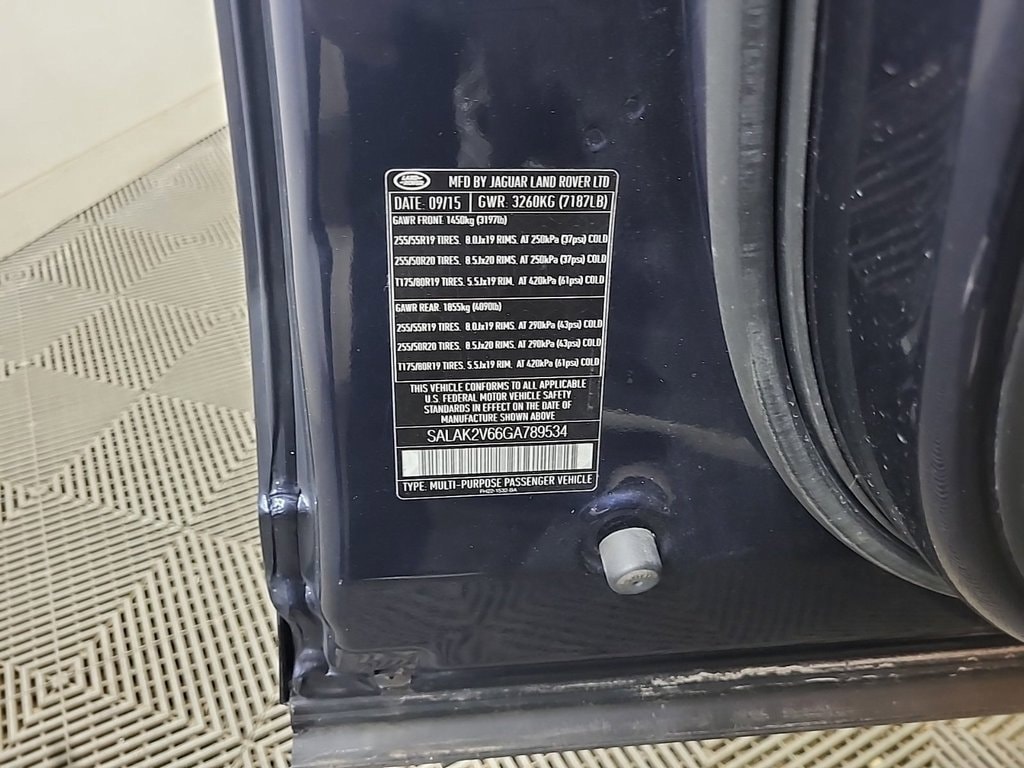 MFD BY JAGUAR LAND ROVER LTD
DATE: 09/15 GWR: 3260KG (7187LB)
GAWR FRONT. 1450kg (3197lb)
255/55R19 TIRES. 8.0Jx19 RIMS. AT 250kPa (37psi) COLD
255/50R20 TIRES. 8.5Jx20 RIMS. AT 250kPa (37psi) COLD
T175/80R19 TIRES. 5.5Jx19 RIM. AT 420kPa (61psi) COLD
GAWR REAR. 1855kg (4090lb)
255/55R19 TIRES. 8.0Jx19 RIMS. AT 290kPa (43psi) COLD
255/50R20 TIRES. 8.5Jx20 RIMS. AT 290kPa (43psi) COLD
T175/80R19 TIRES. 5.5Jx19 RIM. AT 420kPa (61psi) COLD
THIS VEHICLE CONFORMS TO ALL APPLICABLE
U.S. FEDERAL MOTOR VEHICLE SAFETY
STANDARDS IN EFFECT ON THE DATE OF
MANUFACTURE SHOWN ABOVE
SALAK2V66GA789534
TYPE. MULTI-PURPOSE PASSENGER VEHICLE
FH22-1532-BA